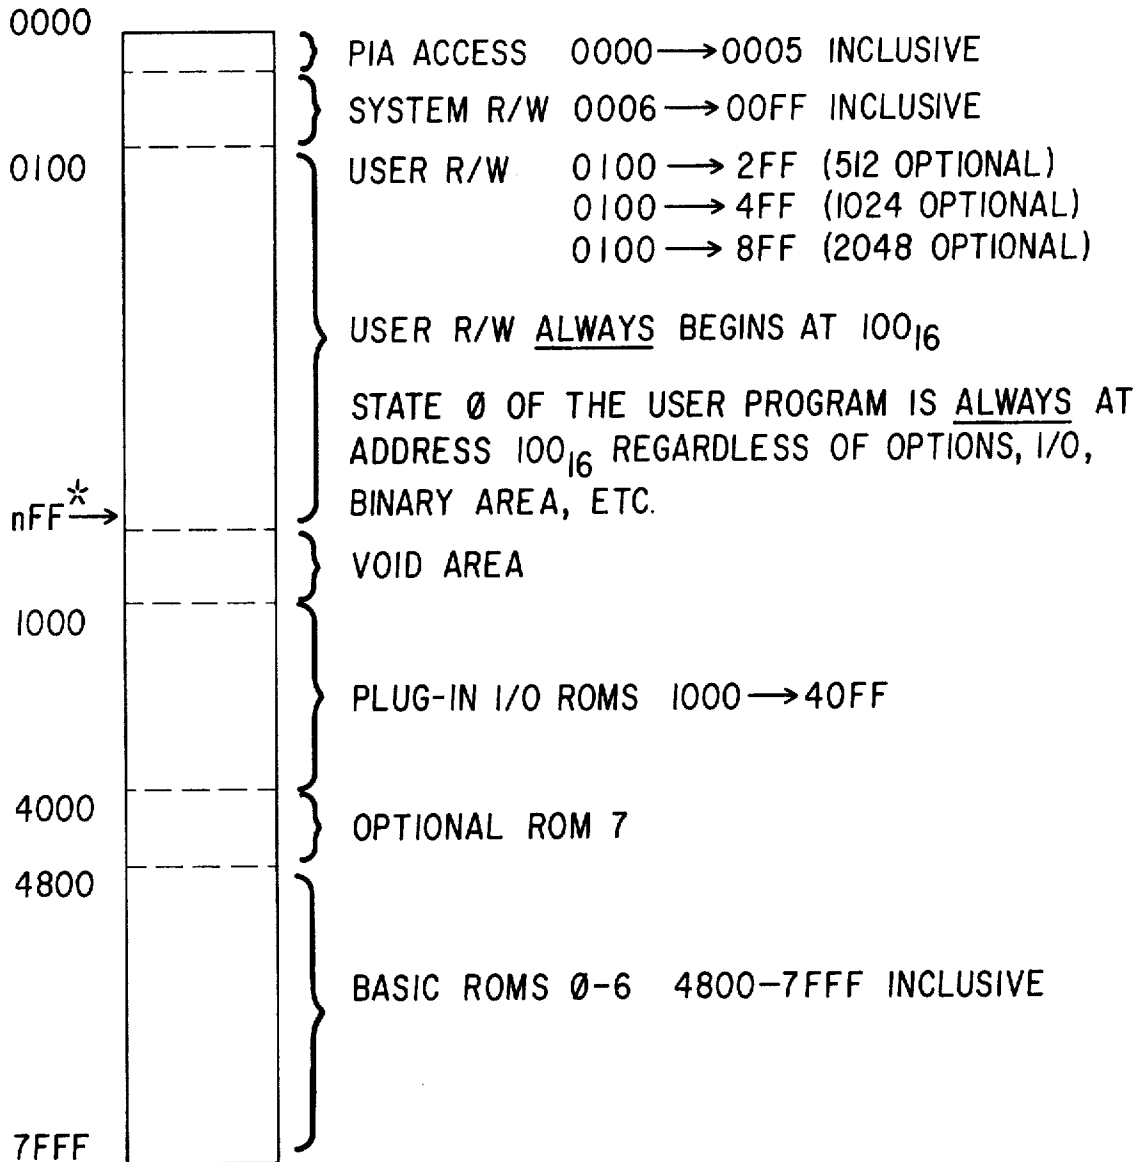 0000
PIA ACCESS 0000→0005 INCLUSIVE
SYSTEM R/W 0006→00FF INCLUSIVE
0100
USER R/W 0100→2FF (512 OPTIONAL)
0100→4FF (1024 OPTIONAL)
0100→8FF (2048 OPTIONAL)
USER R/W ALWAYS BEGINS AT 100₁₆
STATE Ø OF THE USER PROGRAM IS ALWAYS AT
ADDRESS 100₁₆ REGARDLESS OF OPTIONS, I/O,
BINARY AREA, ETC.
nFF*→
VOID AREA
1000
PLUG-IN I/O ROMS 1000→40FF
4000
OPTIONAL ROM 7
4800
BASIC ROMS Ø-6 4800-7FFF INCLUSIVE
7FFF